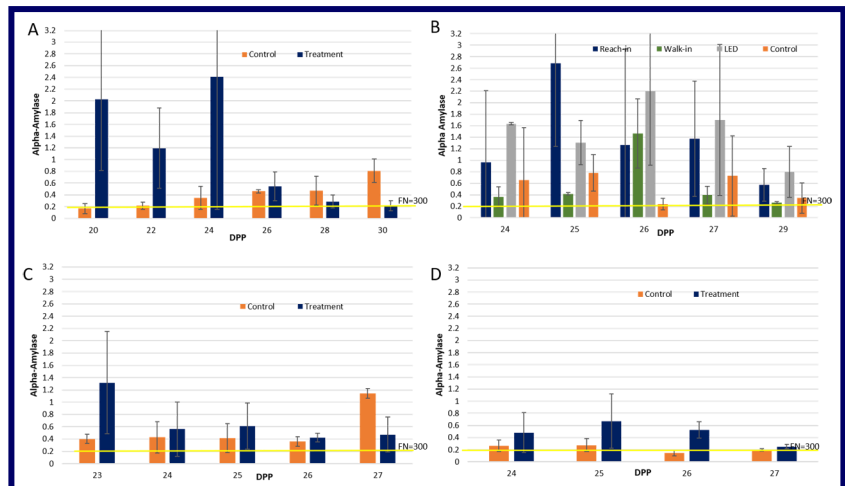 A
Control Treatment
Alpha-Amylase
3.2
3
2.8
2.6
2.4
2.2
2
1.8
1.6
1.4
1.2
1
0.8
0.6
0.4
0.2
0
FN=300
20 22 24 26 28 30
DPP
B
Reach-in Walk-in LED Control
Alpha Amylase
3.2
3
2.8
2.6
2.4
2.2
2
1.8
1.6
1.4
1.2
1
0.8
0.6
0.4
0.2
0
FN=300
24 25 26 27 29
DPP
C
Control Treatment
Alpha-Amylase
3.2
3
2.8
2.6
2.4
2.2
2
1.8
1.6
1.4
1.2
1
0.8
0.6
0.4
0.2
0
FN=300
23 24 25 26 27
DPP
D
Control Treatment
Alpha-Amylase
3.2
3
2.8
2.6
2.4
2.2
2
1.8
1.6
1.4
1.2
1
0.8
0.6
0.4
0.2
0
FN=300
24 25 26 27
DPP